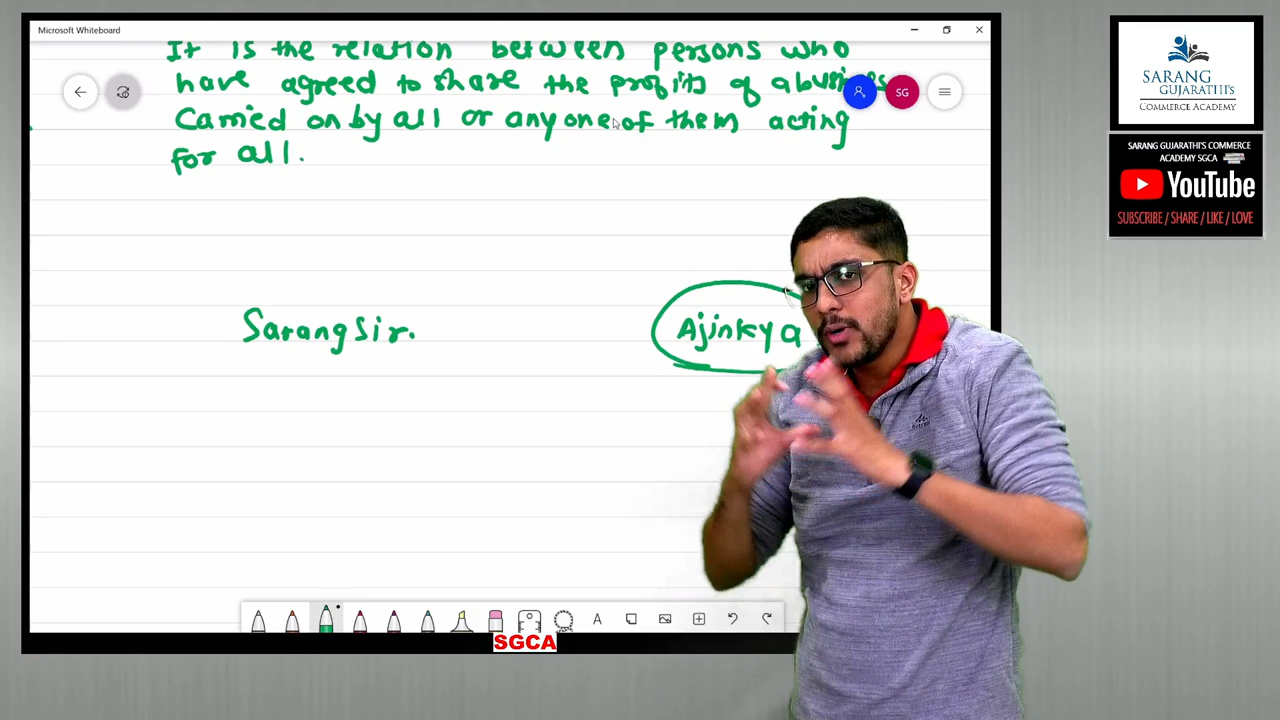 Microsoft Whiteboard
It is the relation between persons who
have agreed to share the profits of a business
SG
Carried on by all or any one of them acting
for all.
Sarang Sir.
Ajinkya
SGCA
SARANG
GUJARATHI'S
COMMERCE ACADEMY
SARANG GUJARATHI'S COMMERCE
ACADEMY SGCA
YouTube
SUBSCRIBE / SHARE / LIKE / LOVE